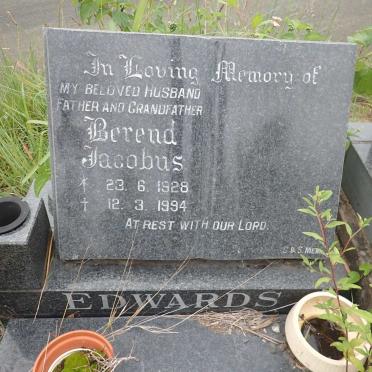 In Loving Memory of
MY BELOVED HUSBAND
FATHER AND GRANDFATHER
Berend
Jacobus
* 23. 6. 1928
† 12. 3. 1994
AT REST WITH OUR LORD.
EDWARDS